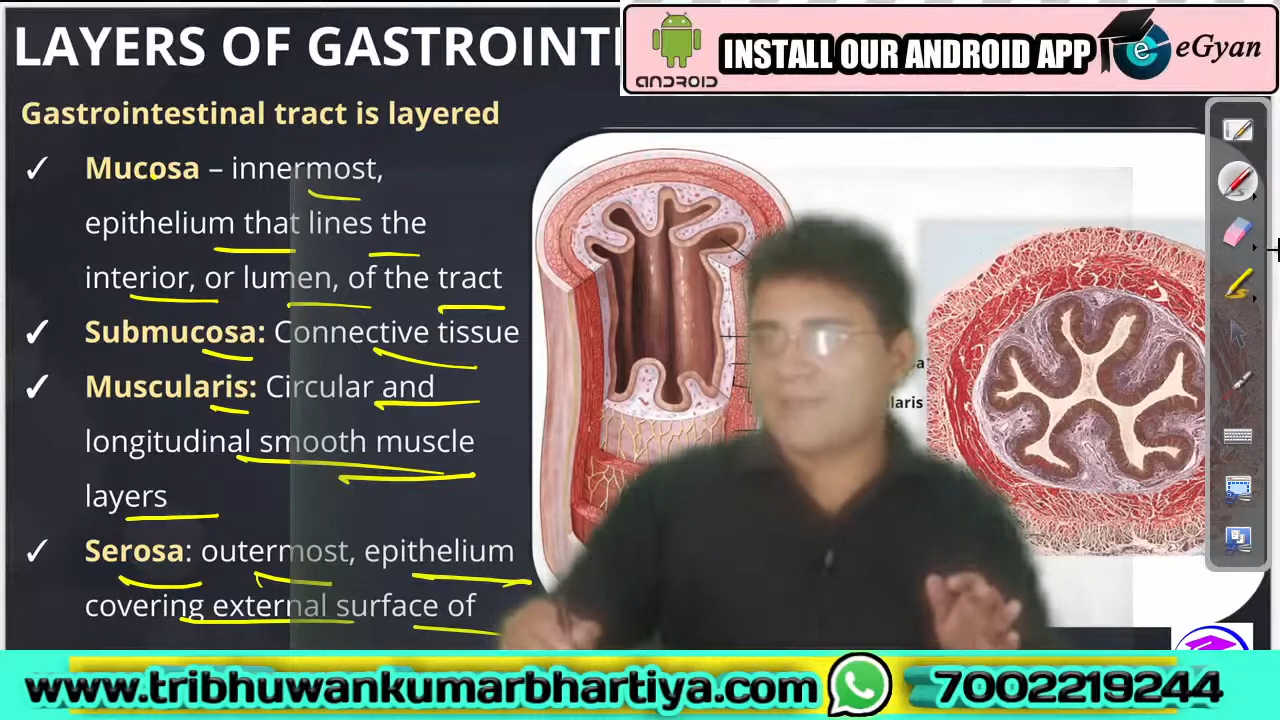 LAYERS OF GASTROINT
INSTALL OUR ANDROID APP
ANDROID
e
eGyan
Gastrointestinal tract is layered
✓ Mucosa – innermost,
epithelium that lines the
interior, or lumen, of the tract
✓ Submucosa: Connective tissue
✓ Muscularis: Circular and
longitudinal smooth muscle
layers
✓ Serosa: outermost, epithelium
covering external surface of
a
laris
www.tribhuwankumarbhartiya.com
7002219244